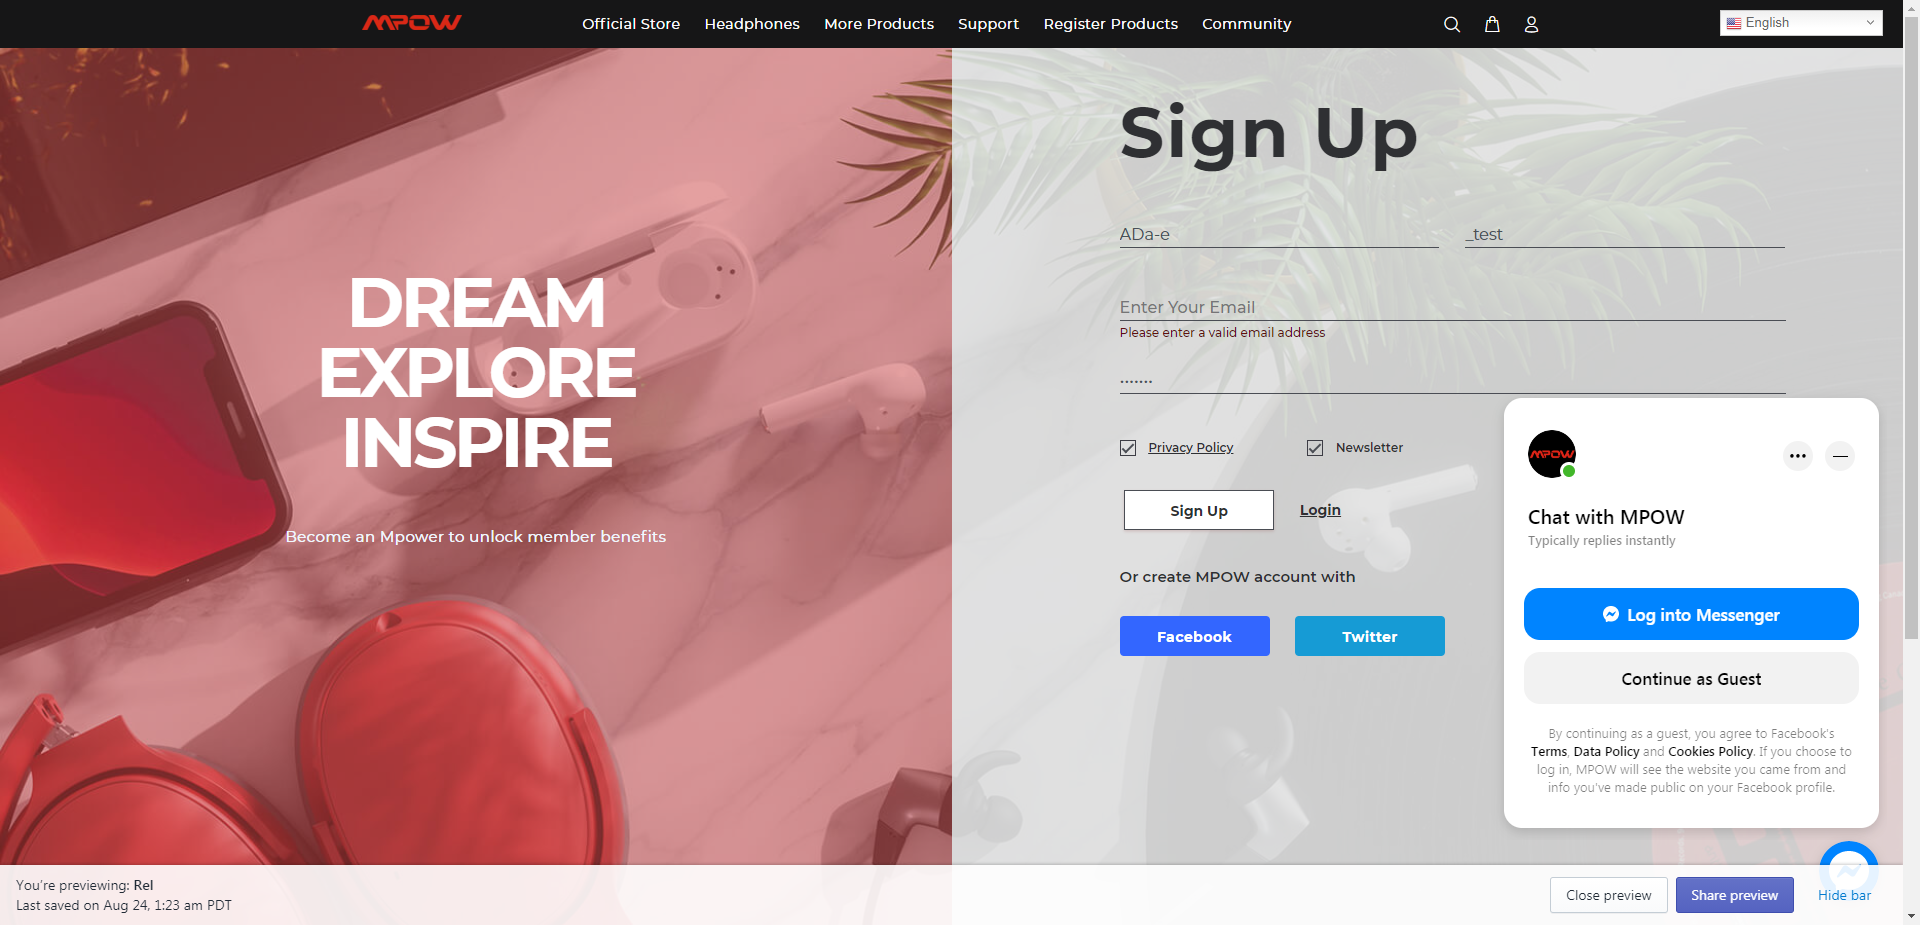 MPOW
Official Store
Headphones
More Products
Support
Register Products
Community
English
DREAM
EXPLORE
INSPIRE
Become an Mpower to unlock member benefits
Sign Up
ADa-e
_test
Enter Your Email
Please enter a valid email address
Privacy Policy
Newsletter
Sign Up
Login
Or create MPOW account with
Facebook
Twitter
MPOW
Chat with MPOW
Typically replies instantly
Log into Messenger
Continue as Guest
By continuing as a guest, you agree to Facebook's
Terms, Data Policy and Cookies Policy. If you choose to
log in, MPOW will see the website you came from and
info you've made public on your Facebook profile.
You're previewing: Rel
Last saved on Aug 24, 1:23 am PDT
Close preview
Share preview
Hide bar